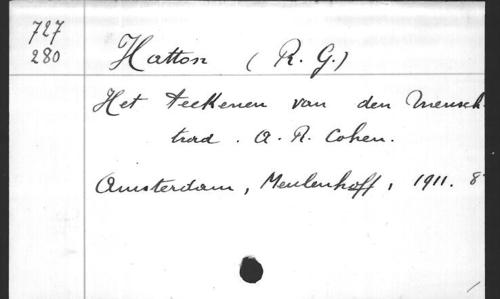 727
280
Hatton (R. G.)
Het teekenen van den mensch.
trad. A. R. Cohen.
Amsterdam, Meulenhoff, 1911. 8°